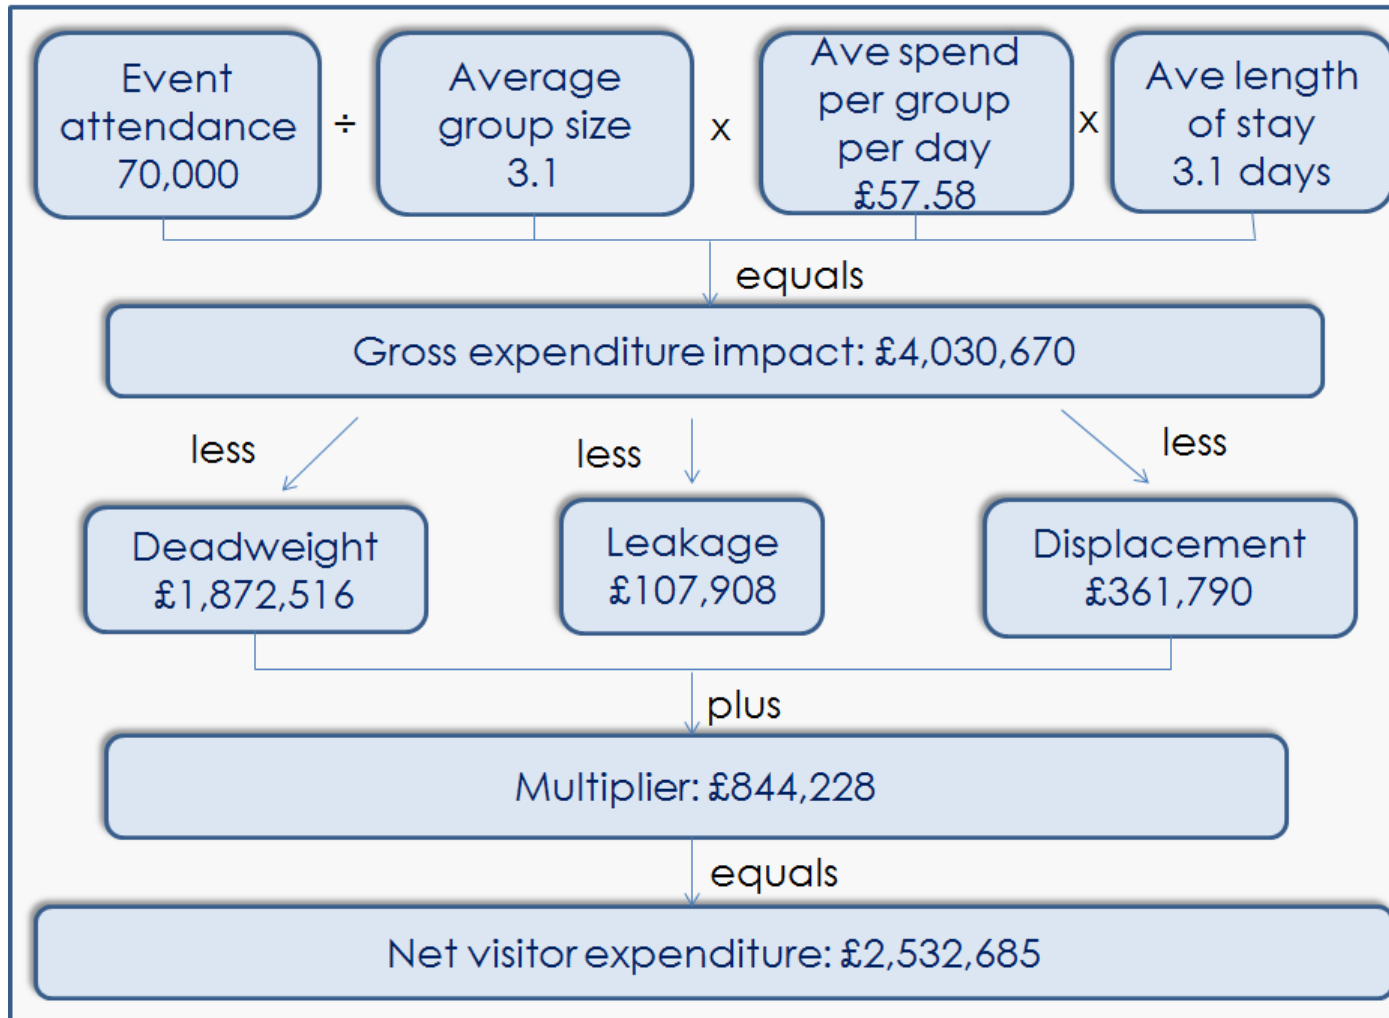 Event
attendance
70,000
÷
Average
group size
3.1
x
Ave spend
per group
per day
£57.58
x
Ave length
of stay
3.1 days
equals
Gross expenditure impact: £4,030,670
less
less
less
Deadweight
£1,872,516
Leakage
£107,908
Displacement
£361,790
plus
Multiplier: £844,228
equals
Net visitor expenditure: £2,532,685